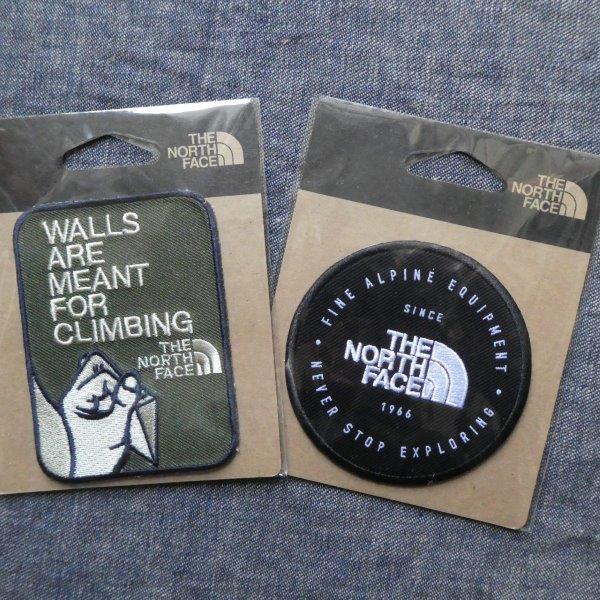 THE
NORTH
FACE
WALLS
ARE
MEANT
FOR
CLIMBING
THE
NORTH
FACE
THE
NORTH
FACE
• FINE ALPINE EQUIPMENT •
SINCE
THE
NORTH
FACE
1966
NEVER STOP EXPLORING